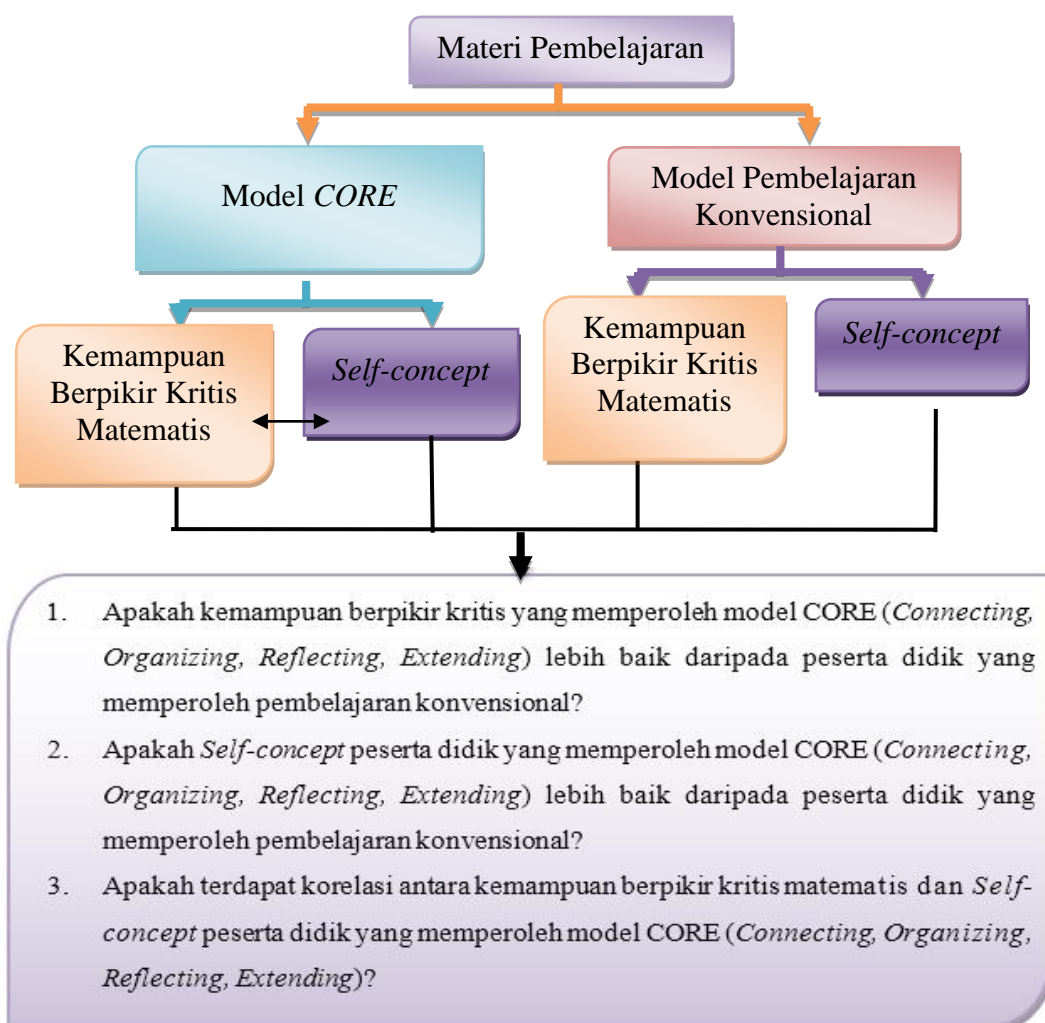 Materi Pembelajaran
Model CORE
Model Pembelajaran
Konvensional
Kemampuan
Berpikir Kritis
Matematis
Self-concept
Kemampuan
Berpikir Kritis
Matematis
Self-concept
1. Apakah kemampuan berpikir kritis yang memperoleh model CORE (Connecting,
Organizing, Reflecting, Extending) lebih baik daripada peserta didik yang
memperoleh pembelajaran konvensional?
2. Apakah Self-concept peserta didik yang memperoleh model CORE (Connecting,
Organizing, Reflecting, Extending) lebih baik daripada peserta didik yang
memperoleh pembelajaran konvensional?
3. Apakah terdapat korelasi antara kemampuan berpikir kritis matematis dan Self-
concept peserta didik yang memperoleh model CORE (Connecting, Organizing,
Reflecting, Extending)?